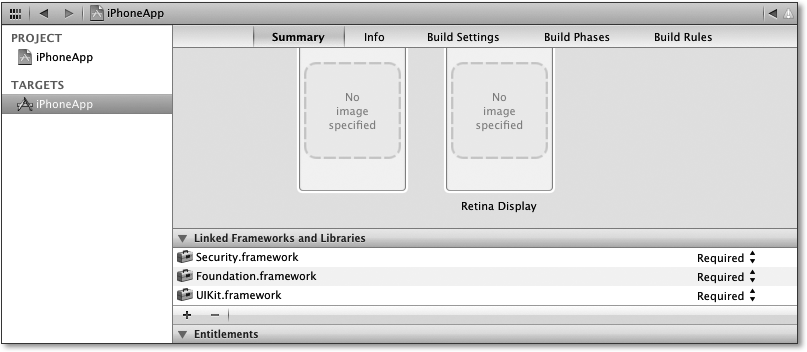 iPhoneApp
PROJECT
iPhoneApp
TARGETS
iPhoneApp
Summary Info Build Settings Build Phases Build Rules
No image specified
No image specified
Retina Display
Linked Frameworks and Libraries
Security.framework Required
Foundation.framework Required
UIKit.framework Required
+ −
Entitlements